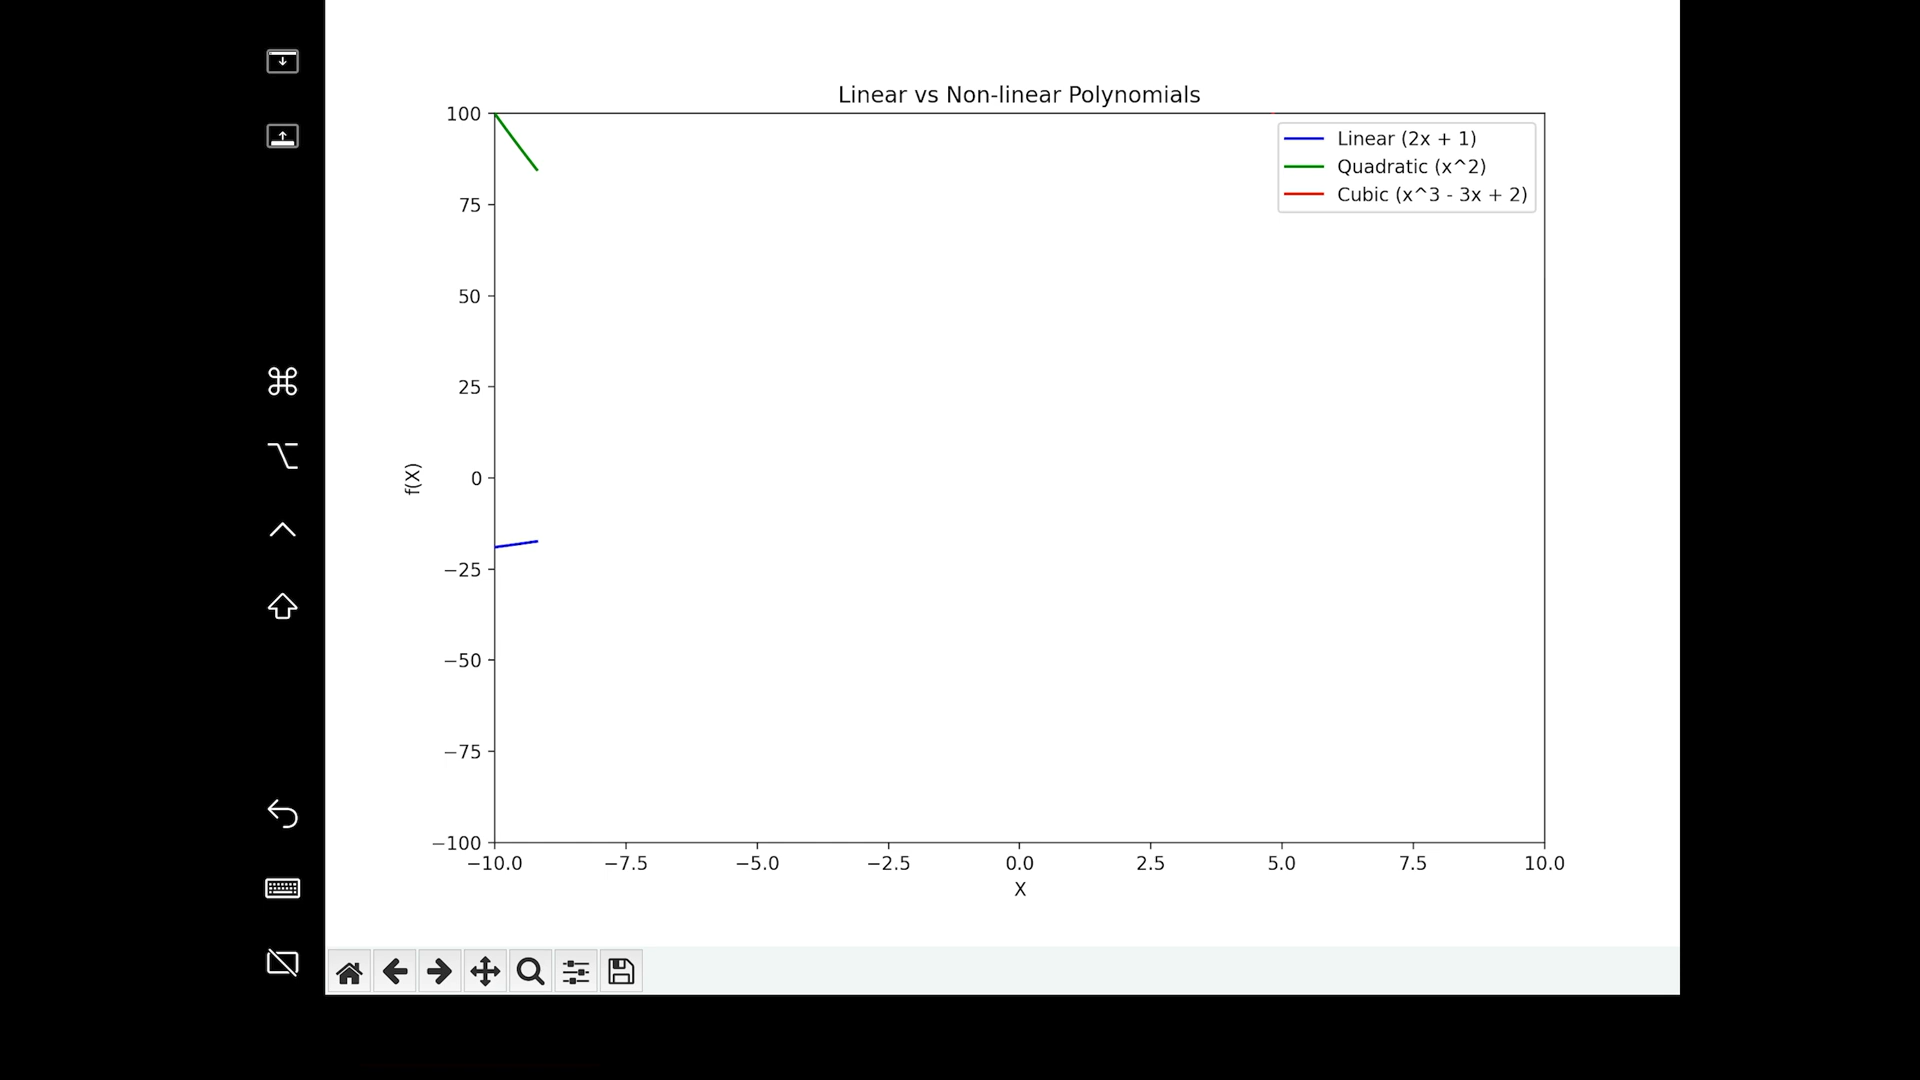 Linear vs Non-linear Polynomials
100
75
50
25
0
−25
−50
−75
−100
f(X)
Linear (2x + 1)
Quadratic (x^2)
Cubic (x^3 - 3x + 2)
−10.0 −7.5 −5.0 −2.5 0.0 2.5 5.0 7.5 10.0
X